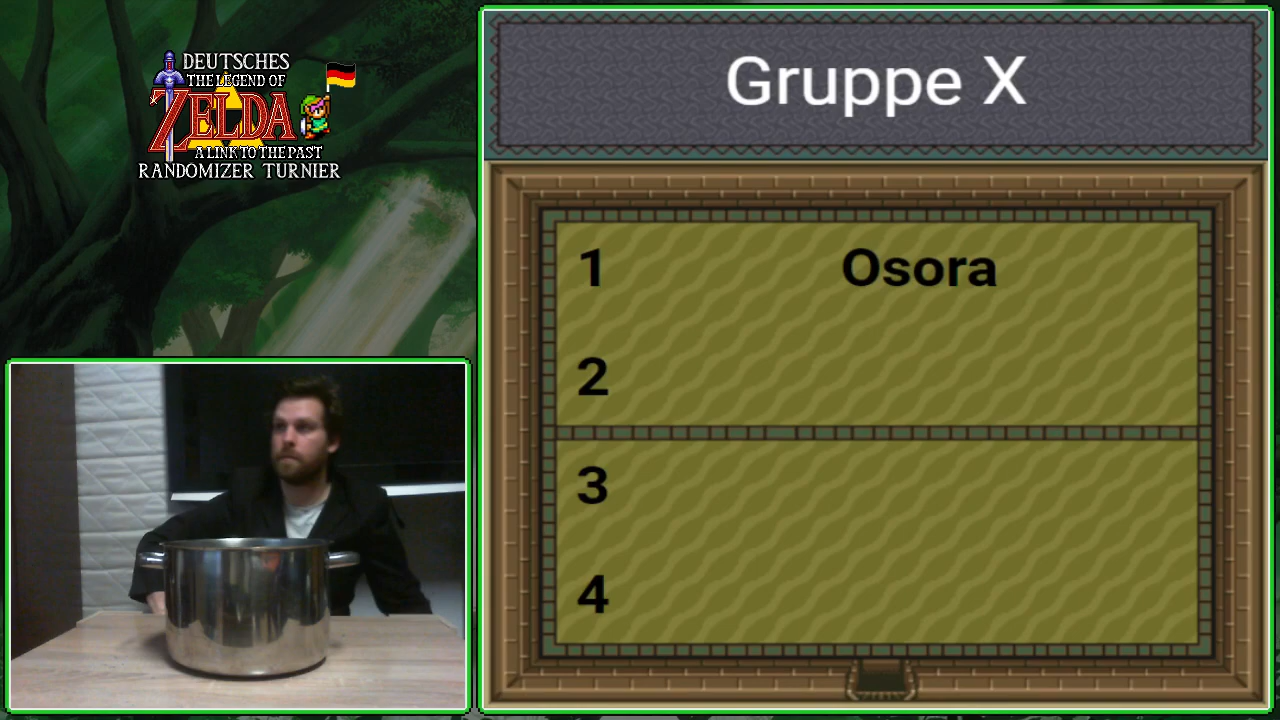 DEUTSCHES
THE LEGEND OF
ZELDA
A LINK TO THE PAST
RANDOMIZER TURNIER
Gruppe X
1 Osora
2
3
4